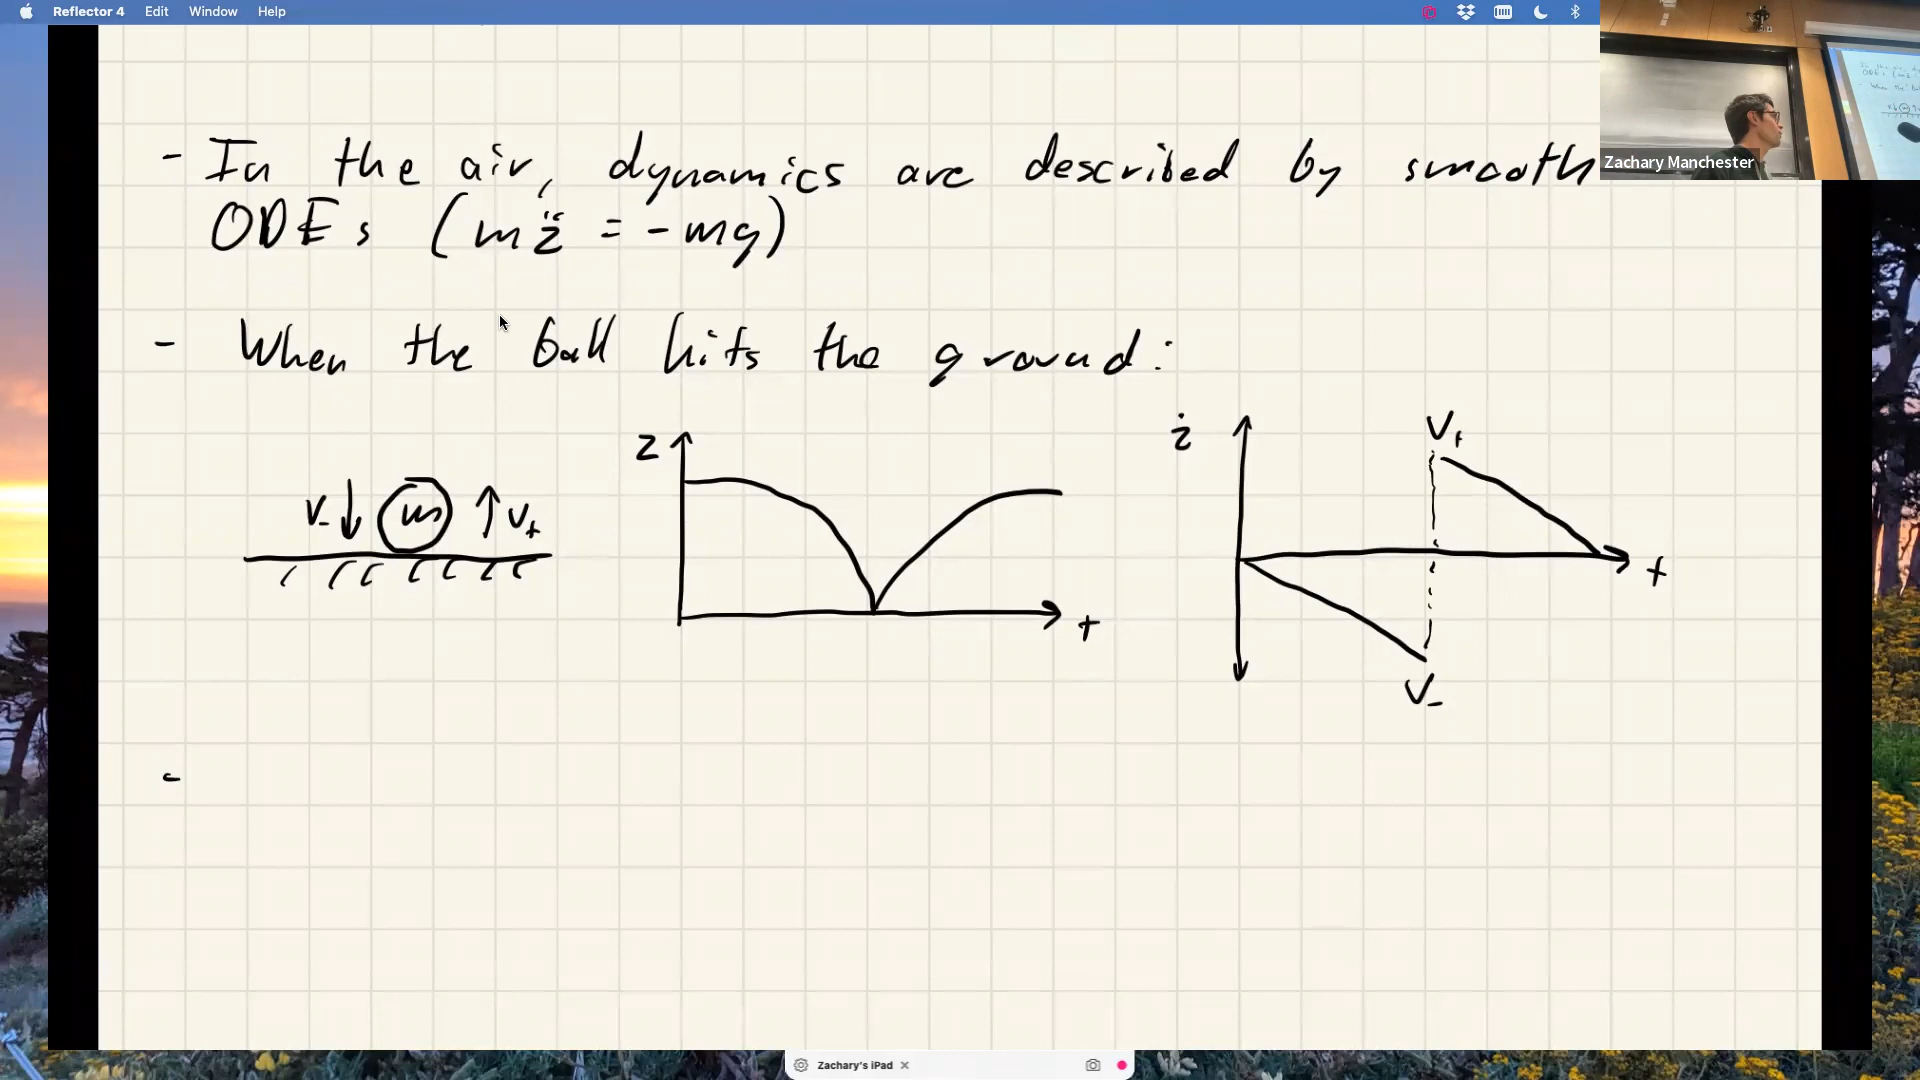 Reflector 4 Edit Window Help
Zachary Manchester
- In the air, dynamics are described by smooth
ODEs (mz̈ = -mg)
- When the ball hits the ground:
v- m v+
z
t
ż
v+
v-
t
-
Zachary's iPad